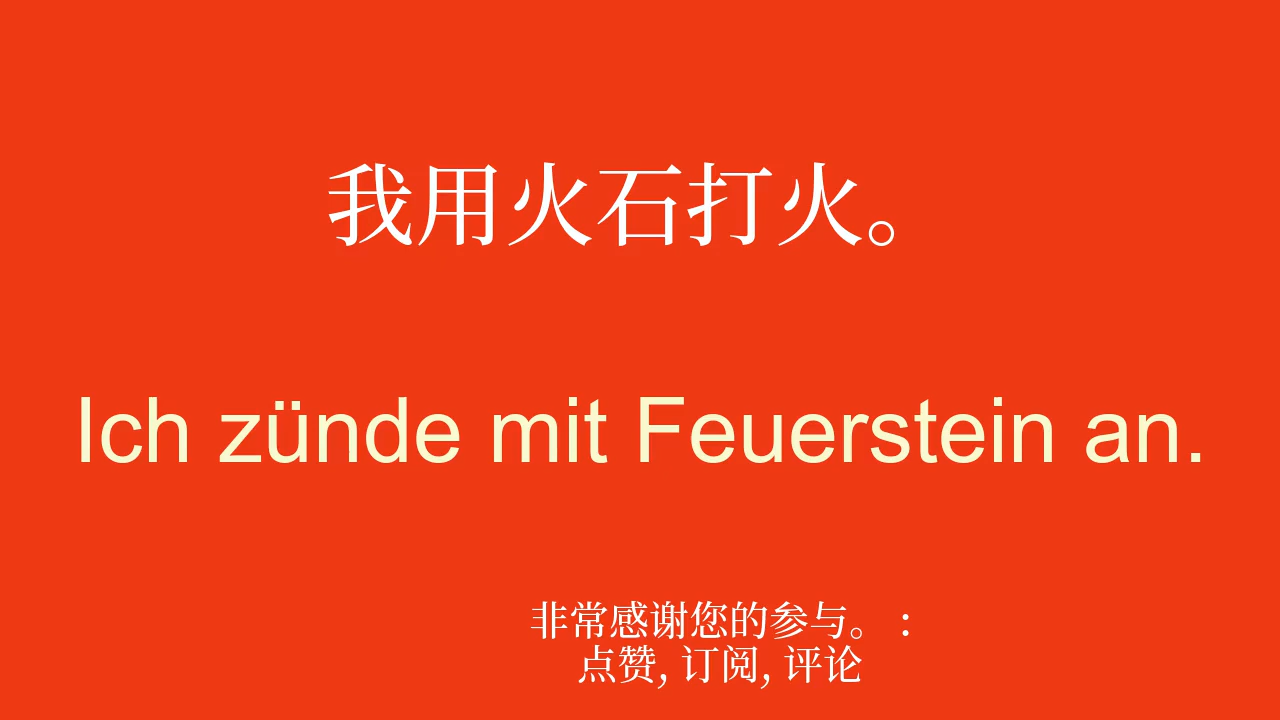 我用火石打火。
Ich zünde mit Feuerstein an.
非常感谢您的参与。 :
点赞, 订阅, 评论